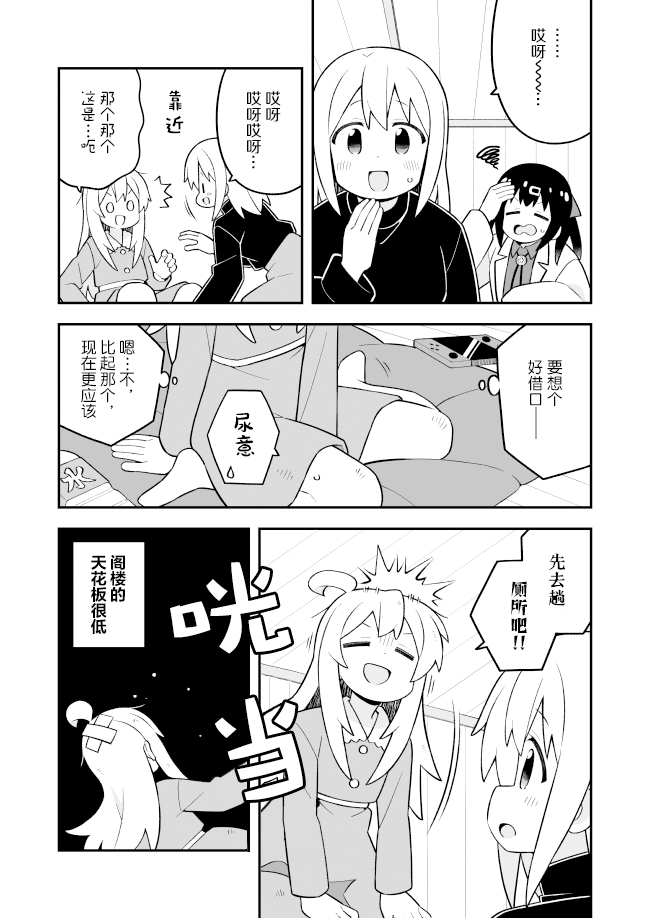 ……
哎呀~~~~…
哎呀
哎呀哎呀…
靠近
那个那个
这是…吃
要想个
好借口——
尿意
嗯…不,
比起那个,
现在更应该
先去趟
厕所吧!!
咣当
阁楼的
天花板很低